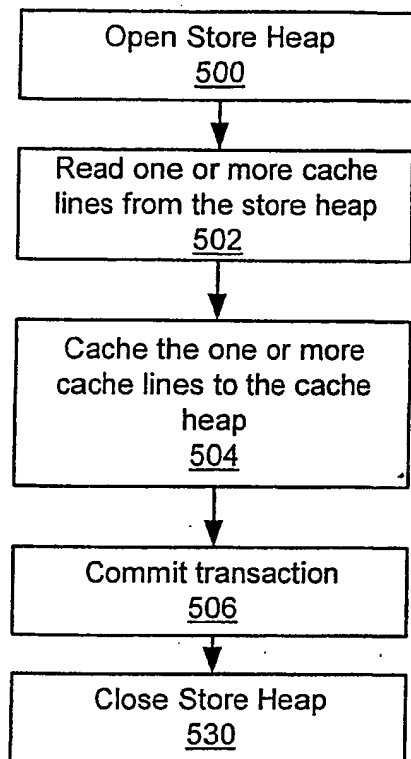 Open Store Heap
500
Read one or more cache
lines from the store heap
502
Cache the one or more
cache lines to the cache
heap
504
Commit transaction
506
Close Store Heap
530